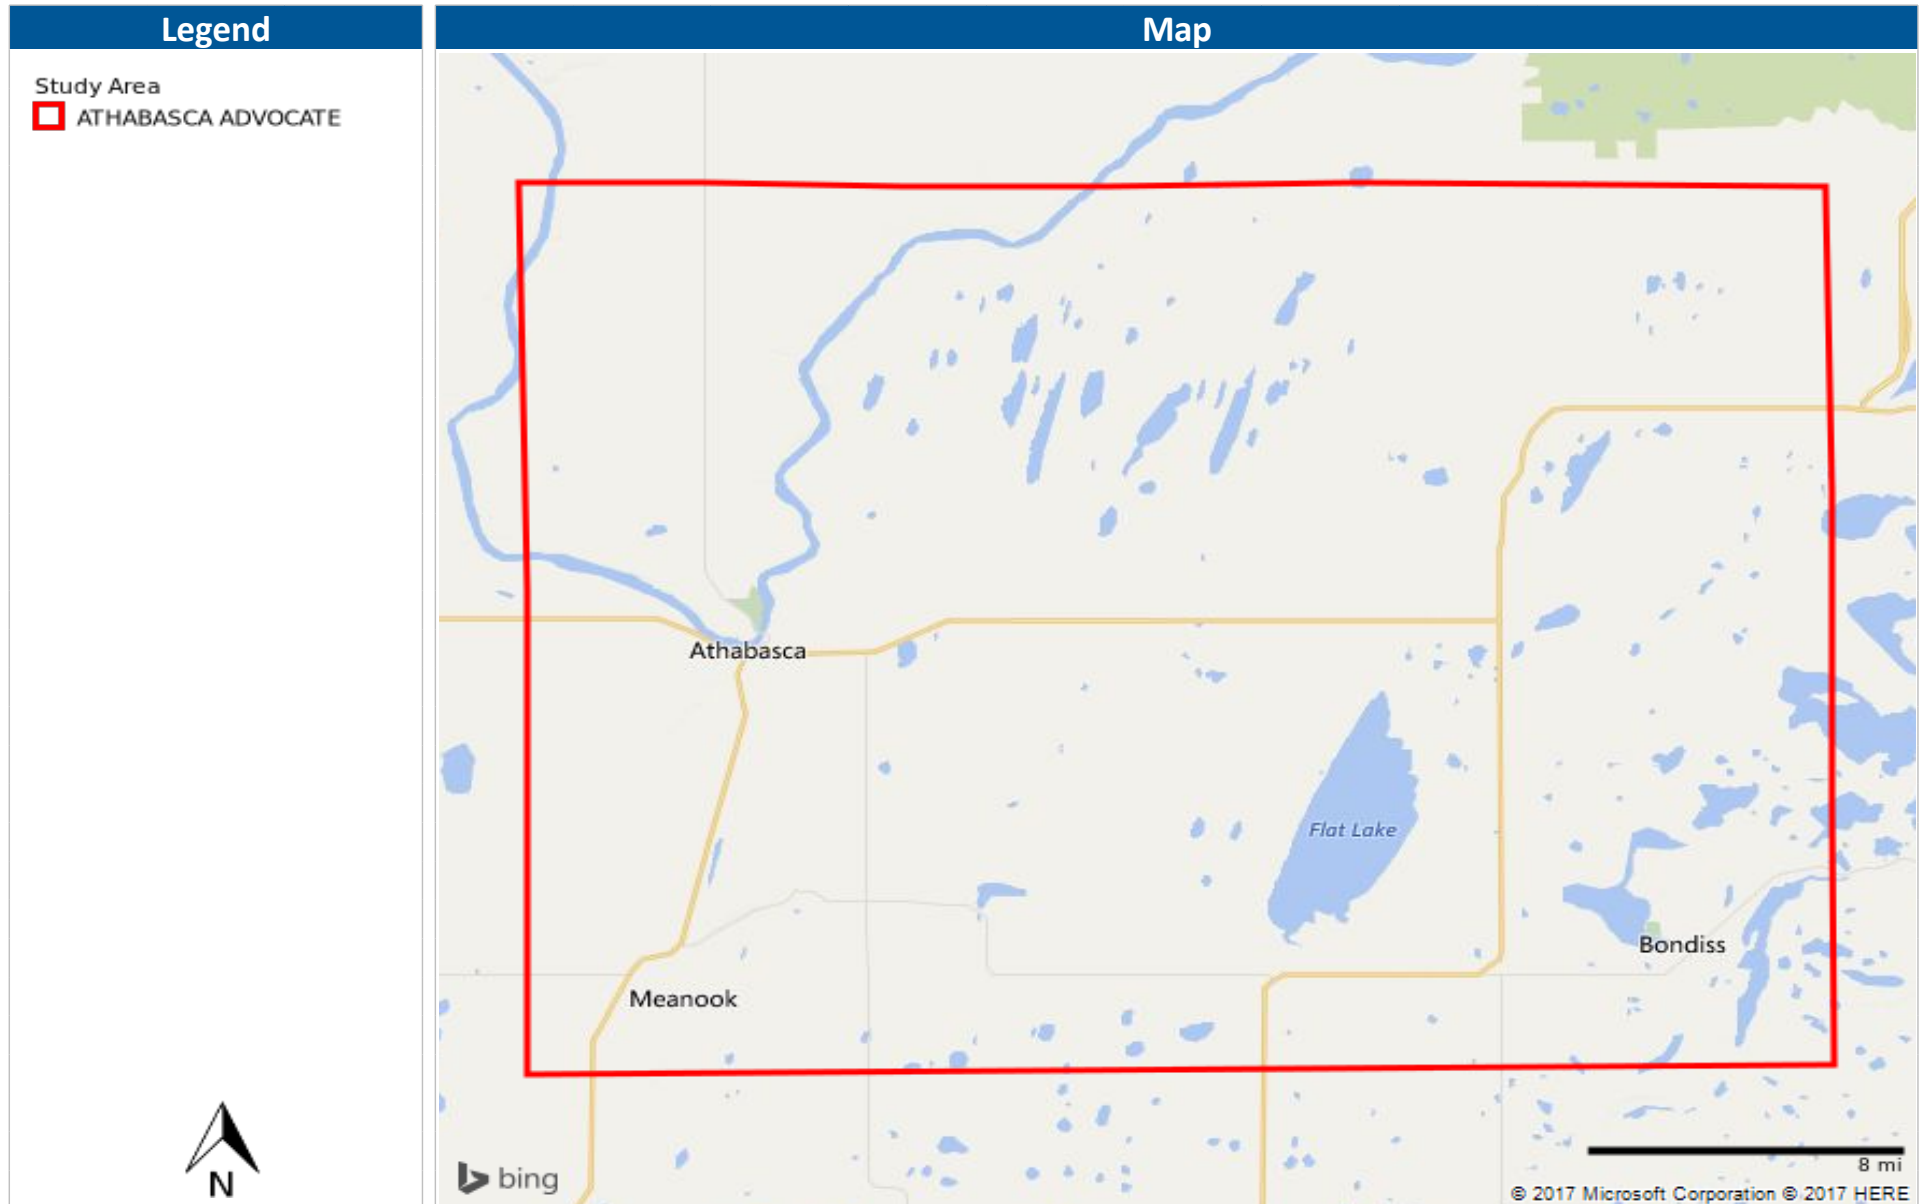 Legend
Map
Study Area
ATHABASCA ADVOCATE
Athabasca
Flat Lake
Bondiss
Meanook
N
bing
8 mi
© 2017 Microsoft Corporation © 2017 HERE